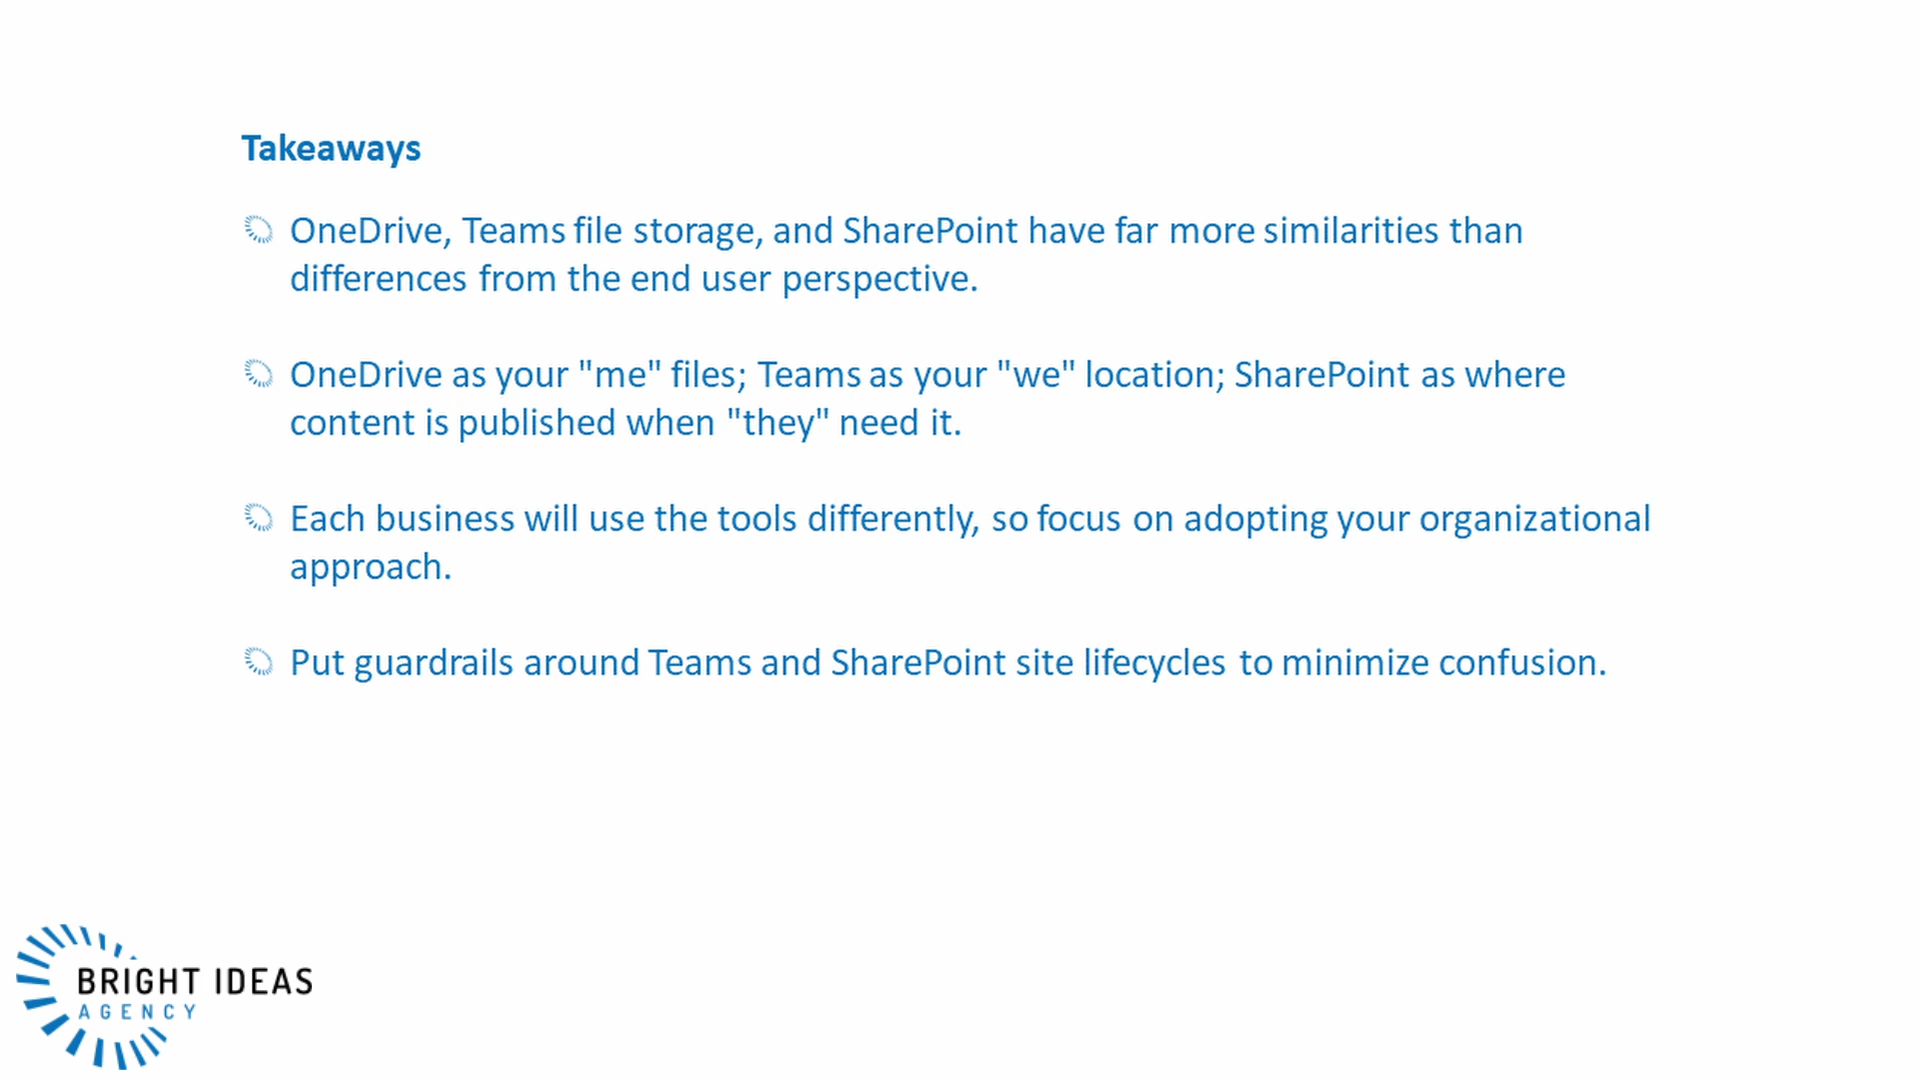 Takeaways
OneDrive, Teams file storage, and SharePoint have far more similarities than
differences from the end user perspective.
OneDrive as your "me" files; Teams as your "we" location; SharePoint as where
content is published when "they" need it.
Each business will use the tools differently, so focus on adopting your organizational
approach.
Put guardrails around Teams and SharePoint site lifecycles to minimize confusion.
BRIGHT IDEAS
AGENCY